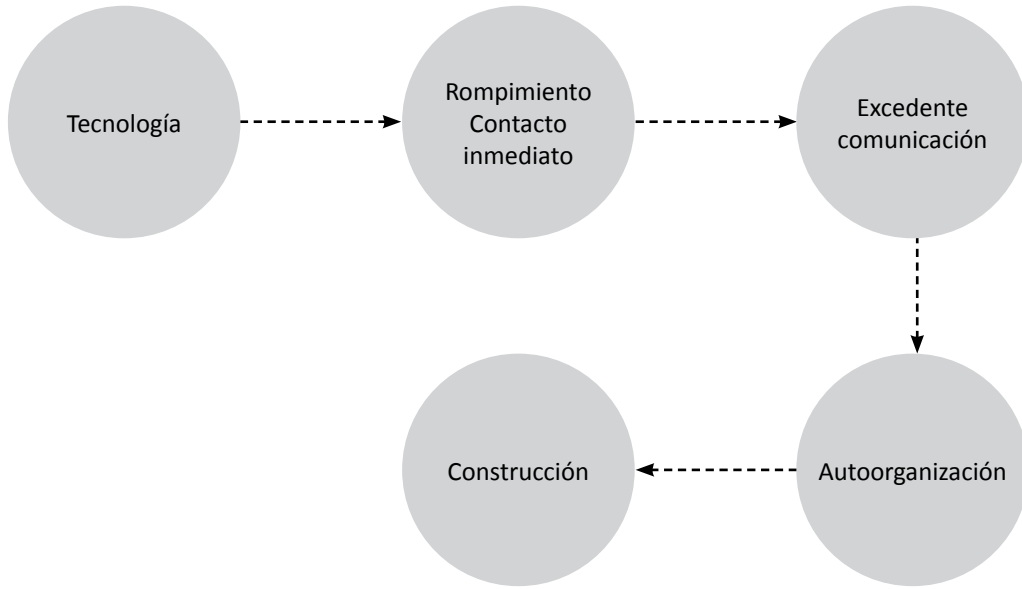 Tecnología
Rompimiento
Contacto
inmediato
Excedente
comunicación
Construcción
Autoorganización